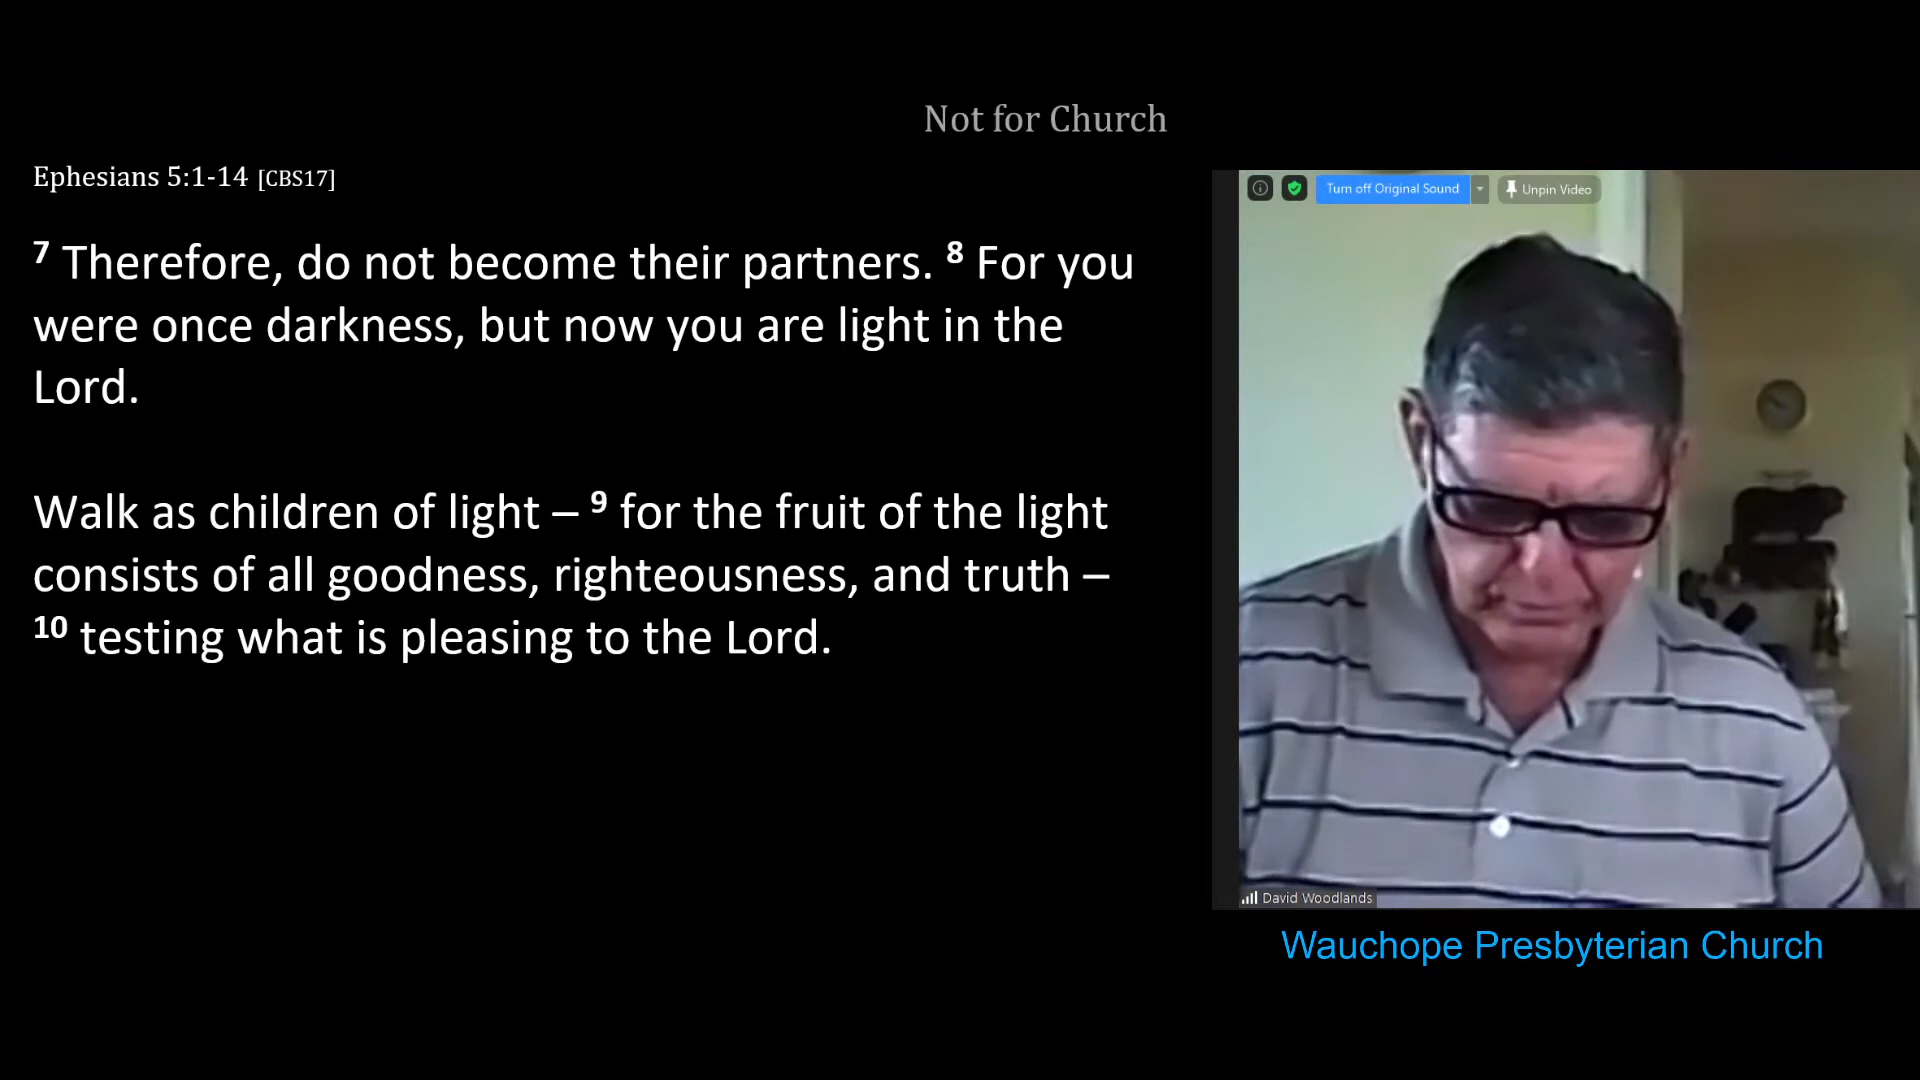 Not for Church
Ephesians 5:1-14 [CBS17]
7 Therefore, do not become their partners. 8 For you
were once darkness, but now you are light in the
Lord.
Walk as children of light – 9 for the fruit of the light
consists of all goodness, righteousness, and truth –
10 testing what is pleasing to the Lord.
Turn off Original Sound
Unpin Video
David Woodlands
Wauchope Presbyterian Church